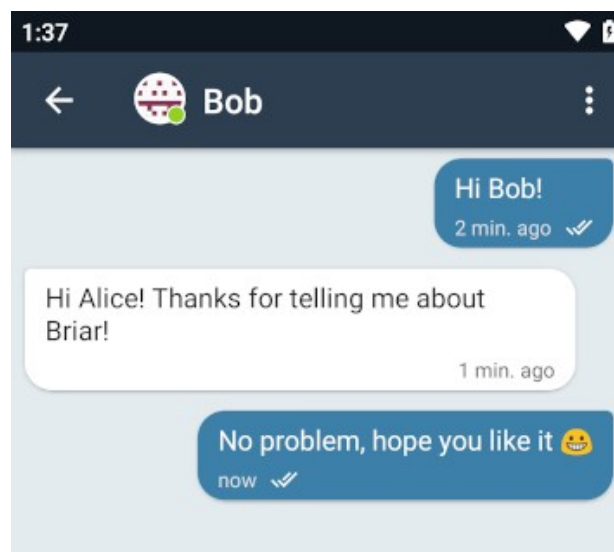 1:37
Bob
Hi Bob!
2 min. ago
Hi Alice! Thanks for telling me about
Briar!
1 min. ago
No problem, hope you like it 😀
now